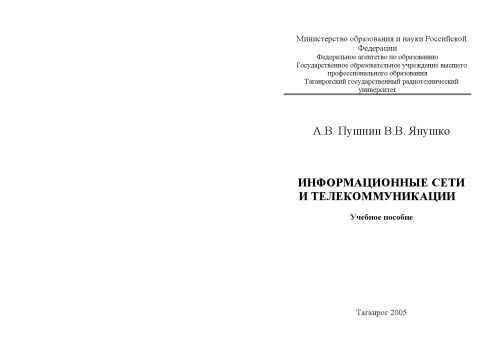 Министерство образования и науки Российской
Федерации
Федеральное агентство по образованию
Государственное образовательное учреждение высшего
профессионального образования
Таганрогский государственный радиотехнический
университет
А.В. Пушнин В.В. Янушко
ИНФОРМАЦИОННЫЕ СЕТИ
И ТЕЛЕКОММУНИКАЦИИ
Учебное пособие
Таганрог 2005